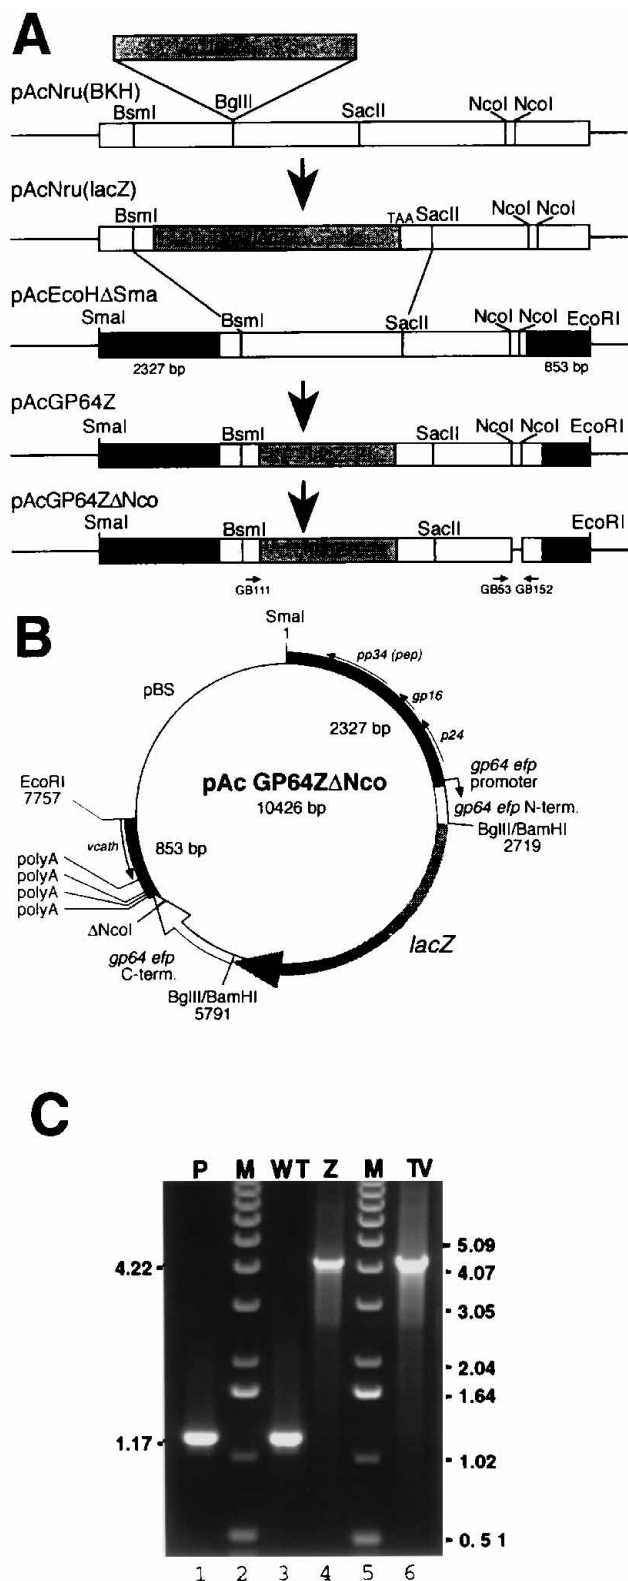 A
pAcNru(BKH)
BsmI BglII SacII NcoI NcoI
pAcNru(lacZ)
BsmI TAA SacII NcoI NcoI
pAcEcoHΔSma
SmaI BsmI SacII NcoI NcoI EcoRI
2327 bp 853 bp
pAcGP64Z
SmaI BsmI SacII NcoI NcoI EcoRI
pAcGP64ZΔNco
SmaI BsmI SacII EcoRI
GB111 GB53 GB152
B
SmaI
1
pp34 (pep)
pBS
gp16
2327 bp
p24
pAc GP64ZΔNco
10426 bp
gp64 efp
promoter
gp64 efp N-term.
BglII/BamHI
2719
EcoRI
7757
vcath
853 bp
polyA
polyA
polyA
polyA
ΔNcoI
gp64 efp
C-term.
lacZ
BglII/BamHI
5791
C
P M WT Z M TV
5.09
4.22 4.07
3.05
2.04
1.64
1.17
1.02
0.51
1 2 3 4 5 6